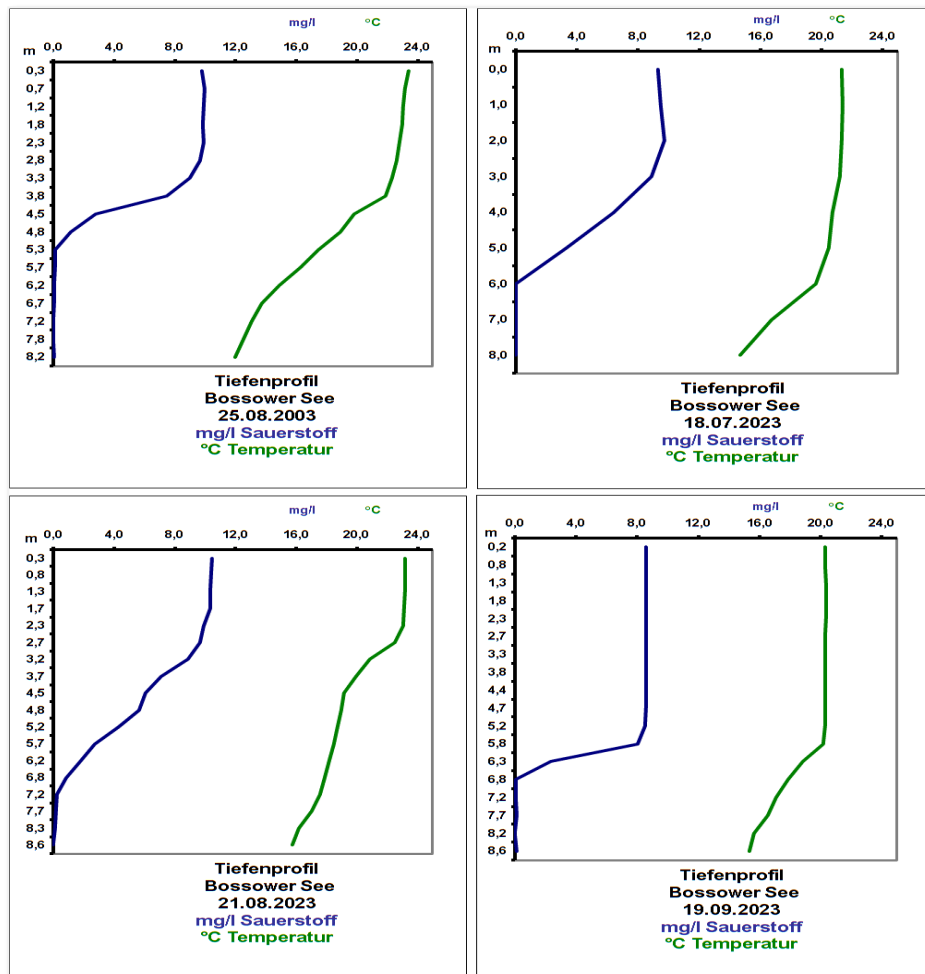 mg/l °C
0,0 4,0 8,0 12,0 16,0 20,0 24,0
m
0,3
0,7
1,2
1,8
2,3
2,8
3,3
3,8
4,5
4,8
5,3
5,7
6,2
6,7
7,2
7,8
8,2
Tiefenprofil
Bossower See
25.08.2003
mg/l Sauerstoff
°C Temperatur
mg/l °C
0,0 4,0 8,0 12,0 16,0 20,0 24,0
m
0,0
1,0
2,0
3,0
4,0
5,0
6,0
7,0
8,0
Tiefenprofil
Bossower See
18.07.2023
mg/l Sauerstoff
°C Temperatur
mg/l °C
0,0 4,0 8,0 12,0 16,0 20,0 24,0
m
0,3
0,8
1,3
1,7
2,3
2,7
3,2
3,7
4,5
4,8
5,2
5,7
6,2
6,8
7,2
7,7
8,3
8,6
Tiefenprofil
Bossower See
21.08.2023
mg/l Sauerstoff
°C Temperatur
mg/l °C
0,0 4,0 8,0 12,0 16,0 20,0 24,0
m
0,2
0,8
1,3
1,8
2,3
2,7
3,3
3,8
4,4
4,7
5,2
5,8
6,3
6,8
7,2
7,7
8,2
8,6
Tiefenprofil
Bossower See
19.09.2023
mg/l Sauerstoff
°C Temperatur